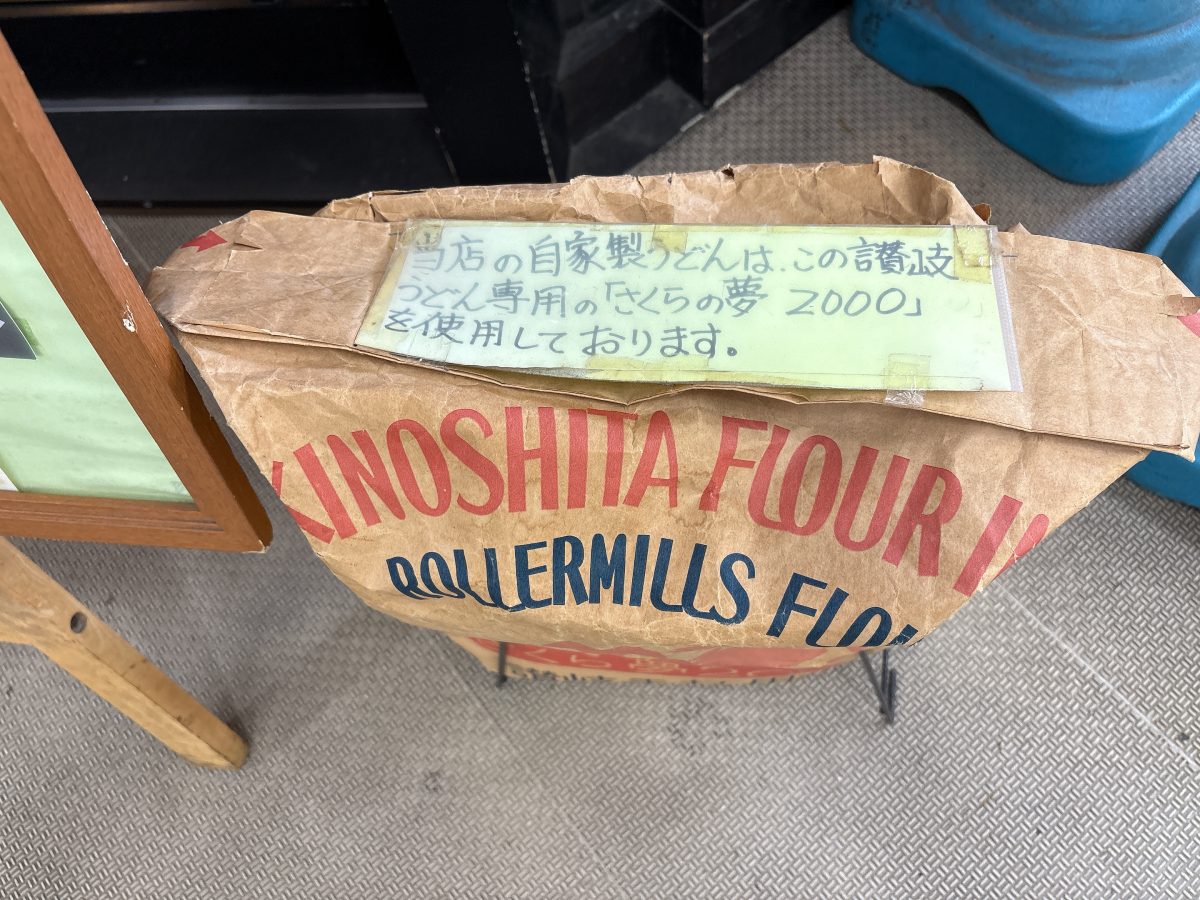 当店の自家製うどんは、この讃岐
うどん専用の「さくらの夢 2000」
を使用しております。
KINOSHITA FLOUR
ROLLERMILLS FLOU